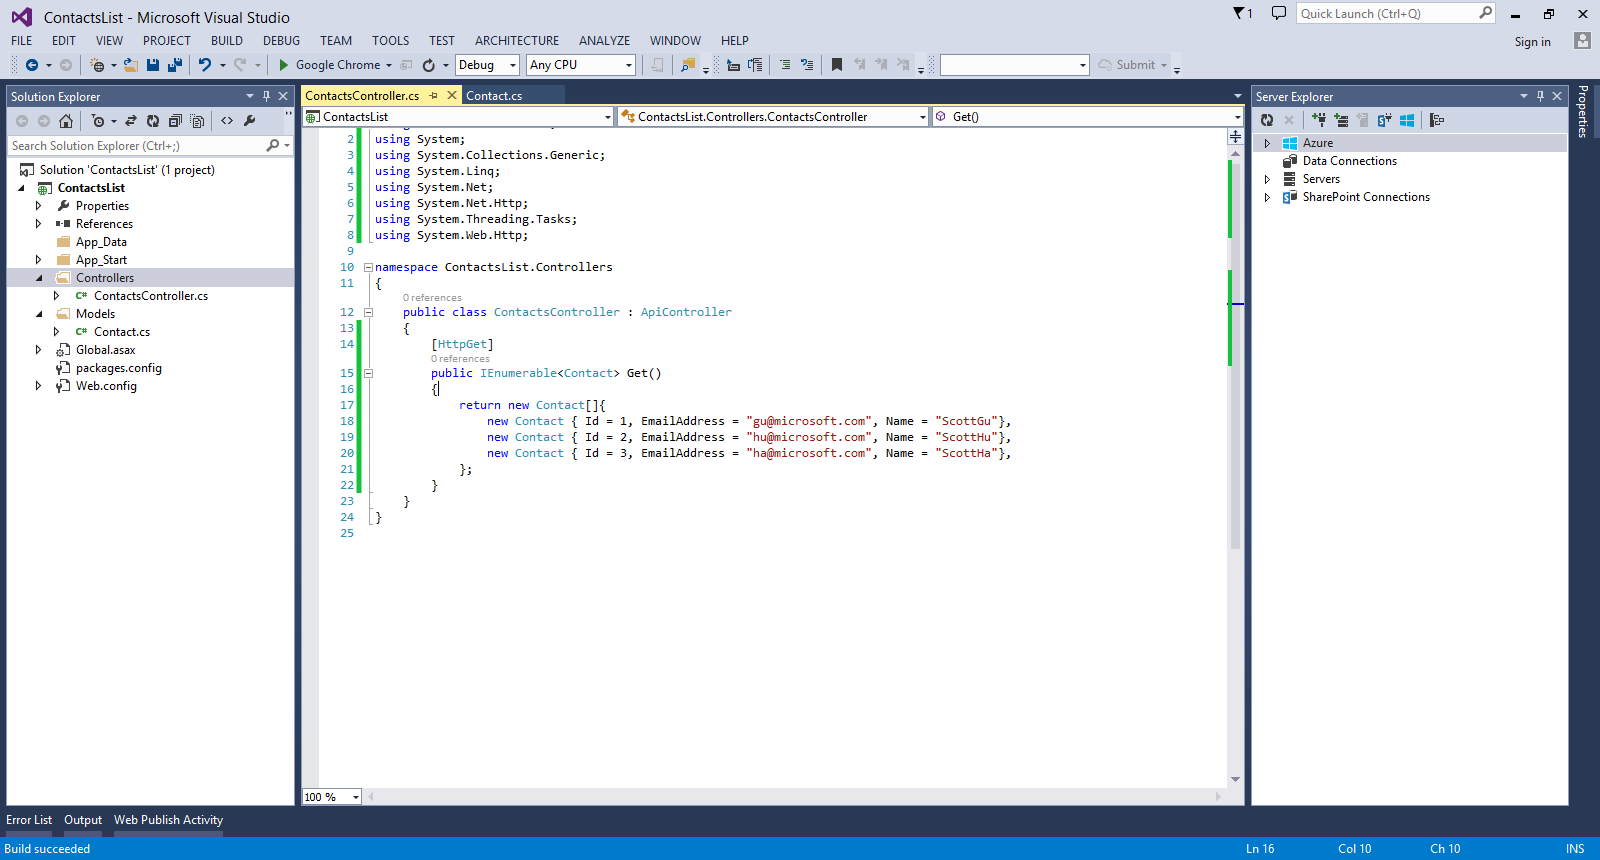 ContactsList - Microsoft Visual Studio
1
Quick Launch (Ctrl+Q)
FILE EDIT VIEW PROJECT BUILD DEBUG TEAM TOOLS TEST ARCHITECTURE ANALYZE WINDOW HELP
Sign in
Google Chrome Debug Any CPU Submit
Solution Explorer
Search Solution Explorer (Ctrl+;)
Solution 'ContactsList' (1 project)
ContactsList
Properties
References
App_Data
App_Start
Controllers
C# ContactsController.cs
Models
C# Contact.cs
Global.asax
packages.config
Web.config
ContactsController.cs Contact.cs
ContactsList ContactsList.Controllers.ContactsController Get()
2 using System;
3 using System.Collections.Generic;
4 using System.Linq;
5 using System.Net;
6 using System.Net.Http;
7 using System.Threading.Tasks;
8 using System.Web.Http;
9
10 namespace ContactsList.Controllers
11 {
0 references
12 public class ContactsController : ApiController
13 {
14 [HttpGet]
0 references
15 public IEnumerable<Contact> Get()
16 {
17 return new Contact[]{
18 new Contact { Id = 1, EmailAddress = "gu@microsoft.com", Name = "ScottGu"},
19 new Contact { Id = 2, EmailAddress = "hu@microsoft.com", Name = "ScottHu"},
20 new Contact { Id = 3, EmailAddress = "ha@microsoft.com", Name = "ScottHa"},
21 };
22 }
23 }
24 }
25
100 %
Server Explorer
Azure
Data Connections
Servers
SharePoint Connections
Properties
Error List Output Web Publish Activity
Build succeeded Ln 16 Col 10 Ch 10 INS